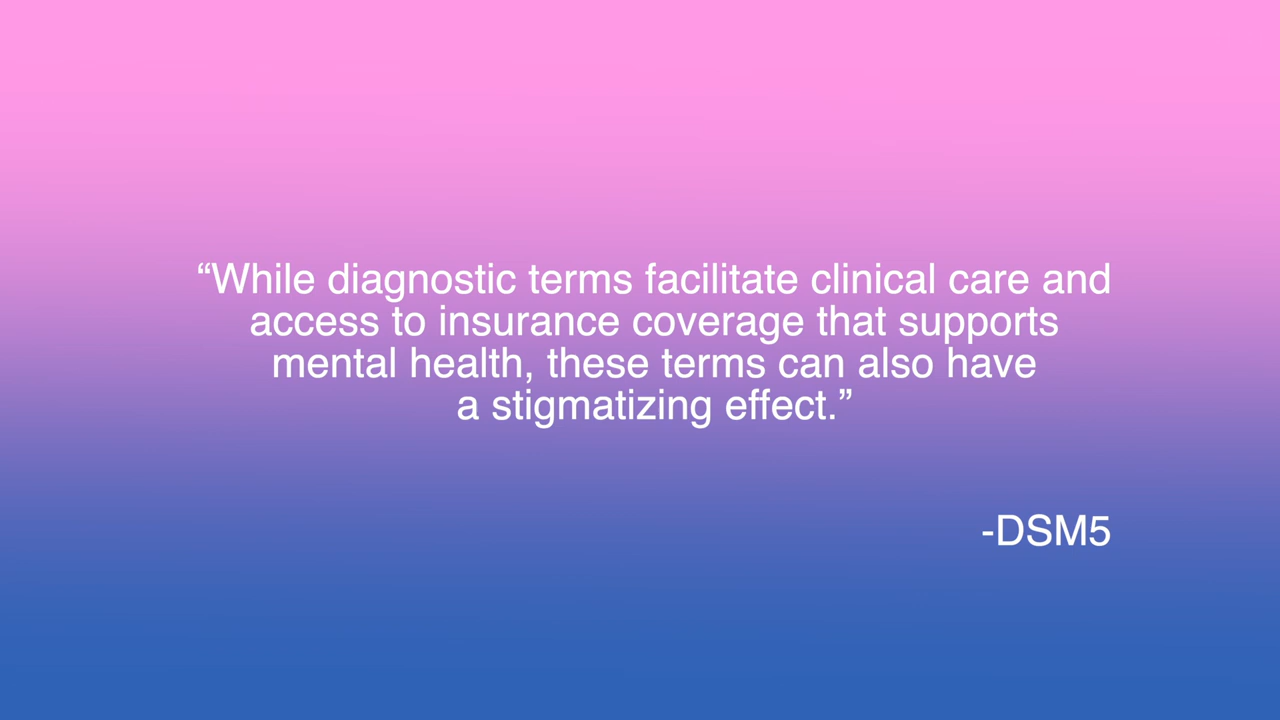 “While diagnostic terms facilitate clinical care and
access to insurance coverage that supports
mental health, these terms can also have
a stigmatizing effect.”
-DSM5